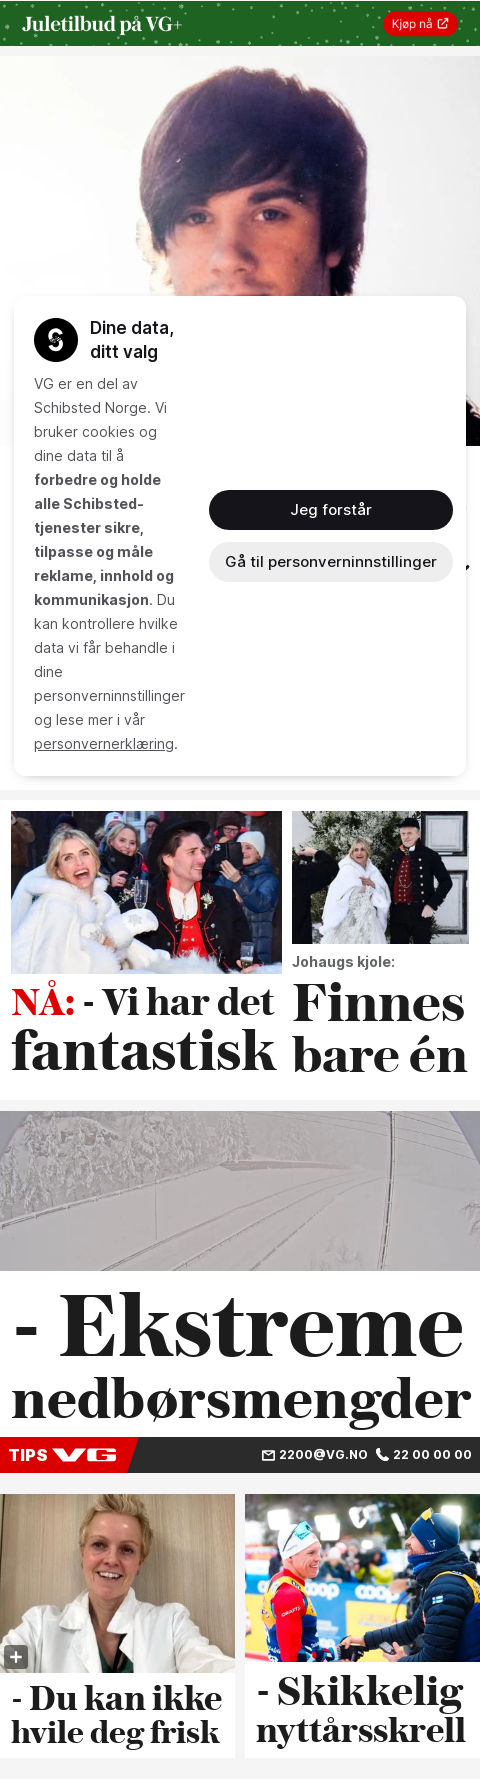 Juletilbud på VG+
Kjøp nå
Dine data,
ditt valg
VG er en del av
Schibsted Norge. Vi
bruker cookies og
dine data til å
forbedre og holde
alle Schibsted-
tjenester sikre,
tilpasse og måle
reklame, innhold og
kommunikasjon. Du
kan kontrollere hvilke
data vi får behandle i
dine
personverninnstillinger
og lese mer i vår
personvernerklæring.
Jeg forstår
Gå til personverninnstillinger
NÅ: - Vi har det
fantastisk
Johaugs kjole:
Finnes
bare én
- Ekstreme
nedbørsmengder
TIPS VG
2200@VG.NO 22 00 00 00
coop
- Du kan ikke
hvile deg frisk
- Skikkelig
nyttårsskrell